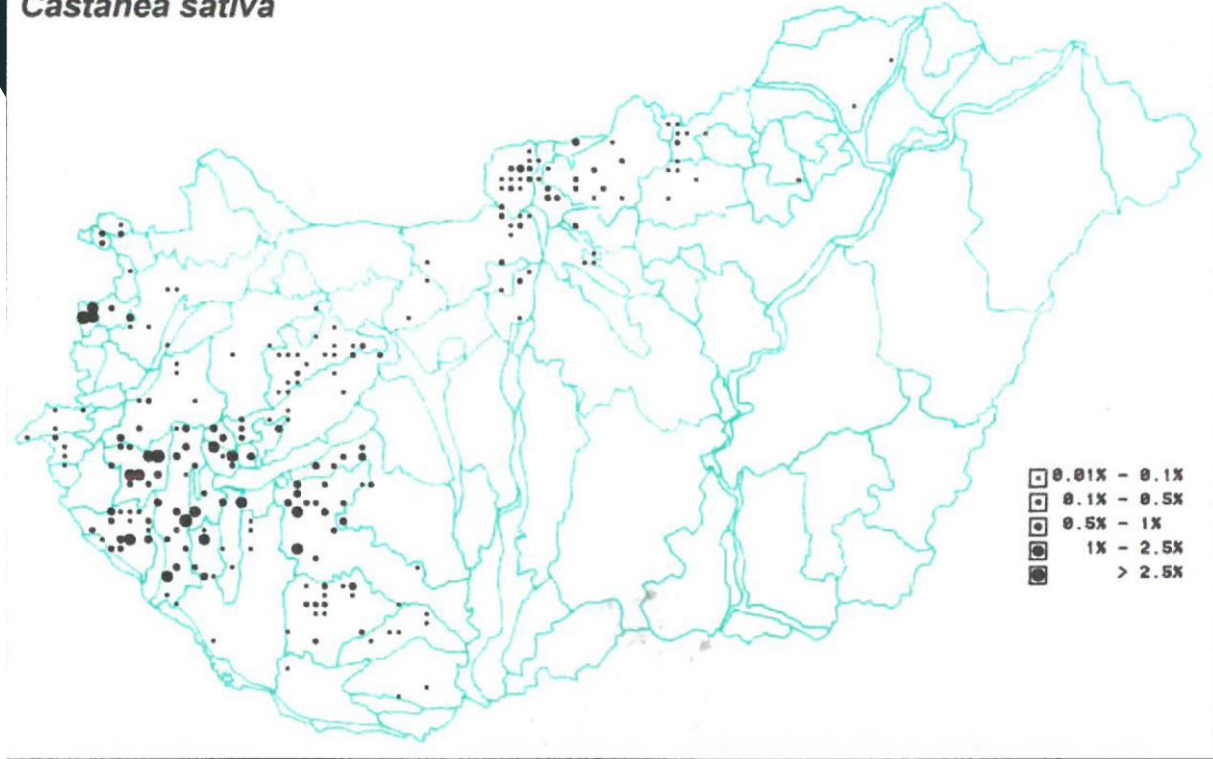 Castanea sativa
0.01% - 0.1%
0.1% - 0.5%
0.5% - 1%
1% - 2.5%
> 2.5%